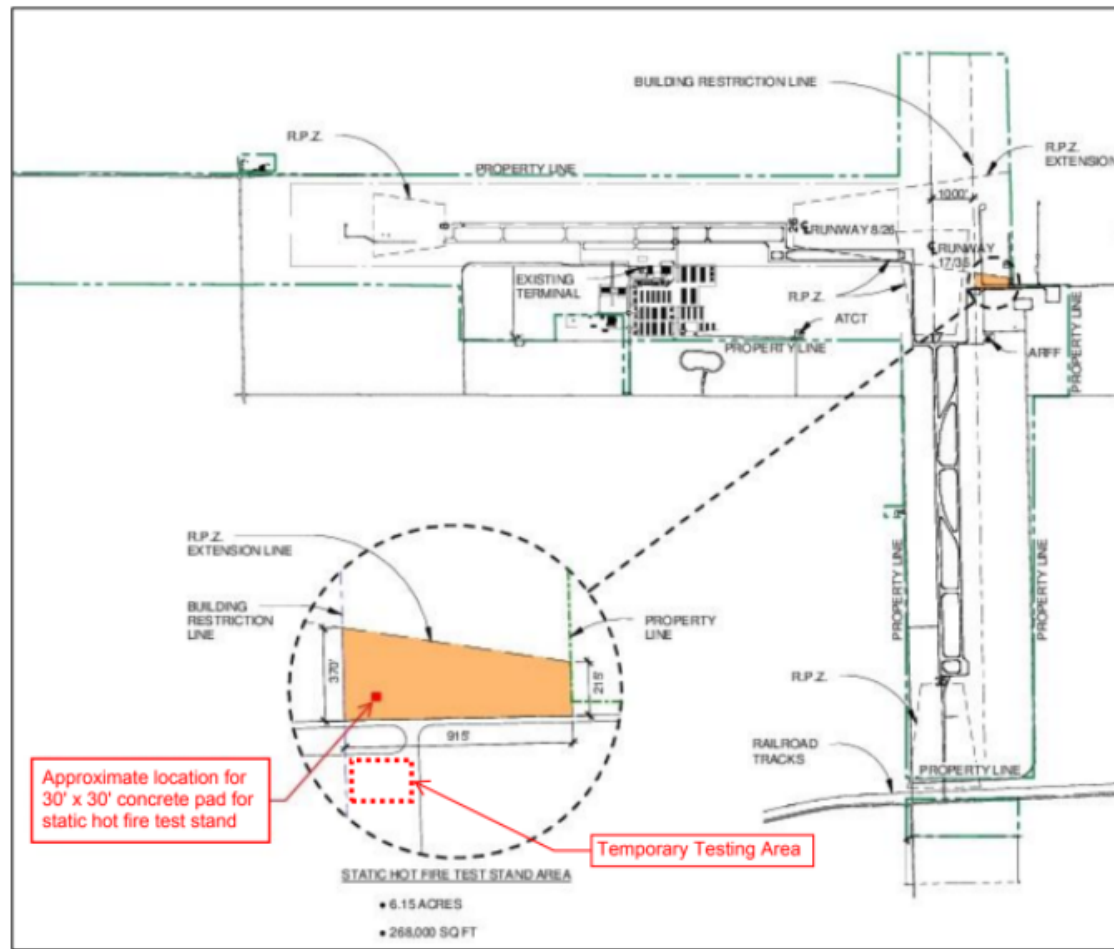 BUILDING RESTRICTION LINE
R.P.Z.
R.P.Z.
EXTENSION
PROPERTY LINE
1000'
8
26
RUNWAY 8/26
RUNWAY
17/35
EXISTING
TERMINAL
R.P.Z.
ATCT
PROPERTY LINE
17
ARFF
PROPERTY LINE
R.P.Z.
EXTENSION LINE
BUILDING
RESTRICTION
LINE
PROPERTY
LINE
370'
215'
915'
PROPERTY LINE
PROPERTY LINE
R.P.Z.
RAILROAD
TRACKS
PROPERTY LINE
Approximate location for
30' x 30' concrete pad for
static hot fire test stand
Temporary Testing Area
STATIC HOT FIRE TEST STAND AREA
• 6.15 ACRES
• 268,000 SQ FT